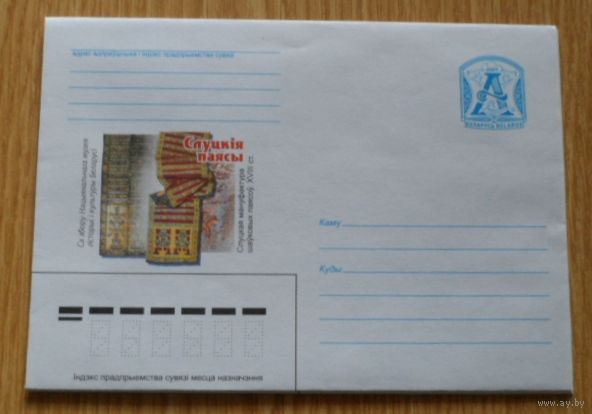 адрас адпраўшчыка і індэкс прадпрыемства сувязі
БЕЛАРУСЬ BELARUS
А
Са збору Нацыянальнага музея
гісторыі і культуры Беларусі
Слуцкія
паясы
Слуцкая мануфактура
шаўковых паясоў. XVIII ст.
Каму
Куды
Індэкс прадпрыемства сувязі месца назначэння
www.ay.by